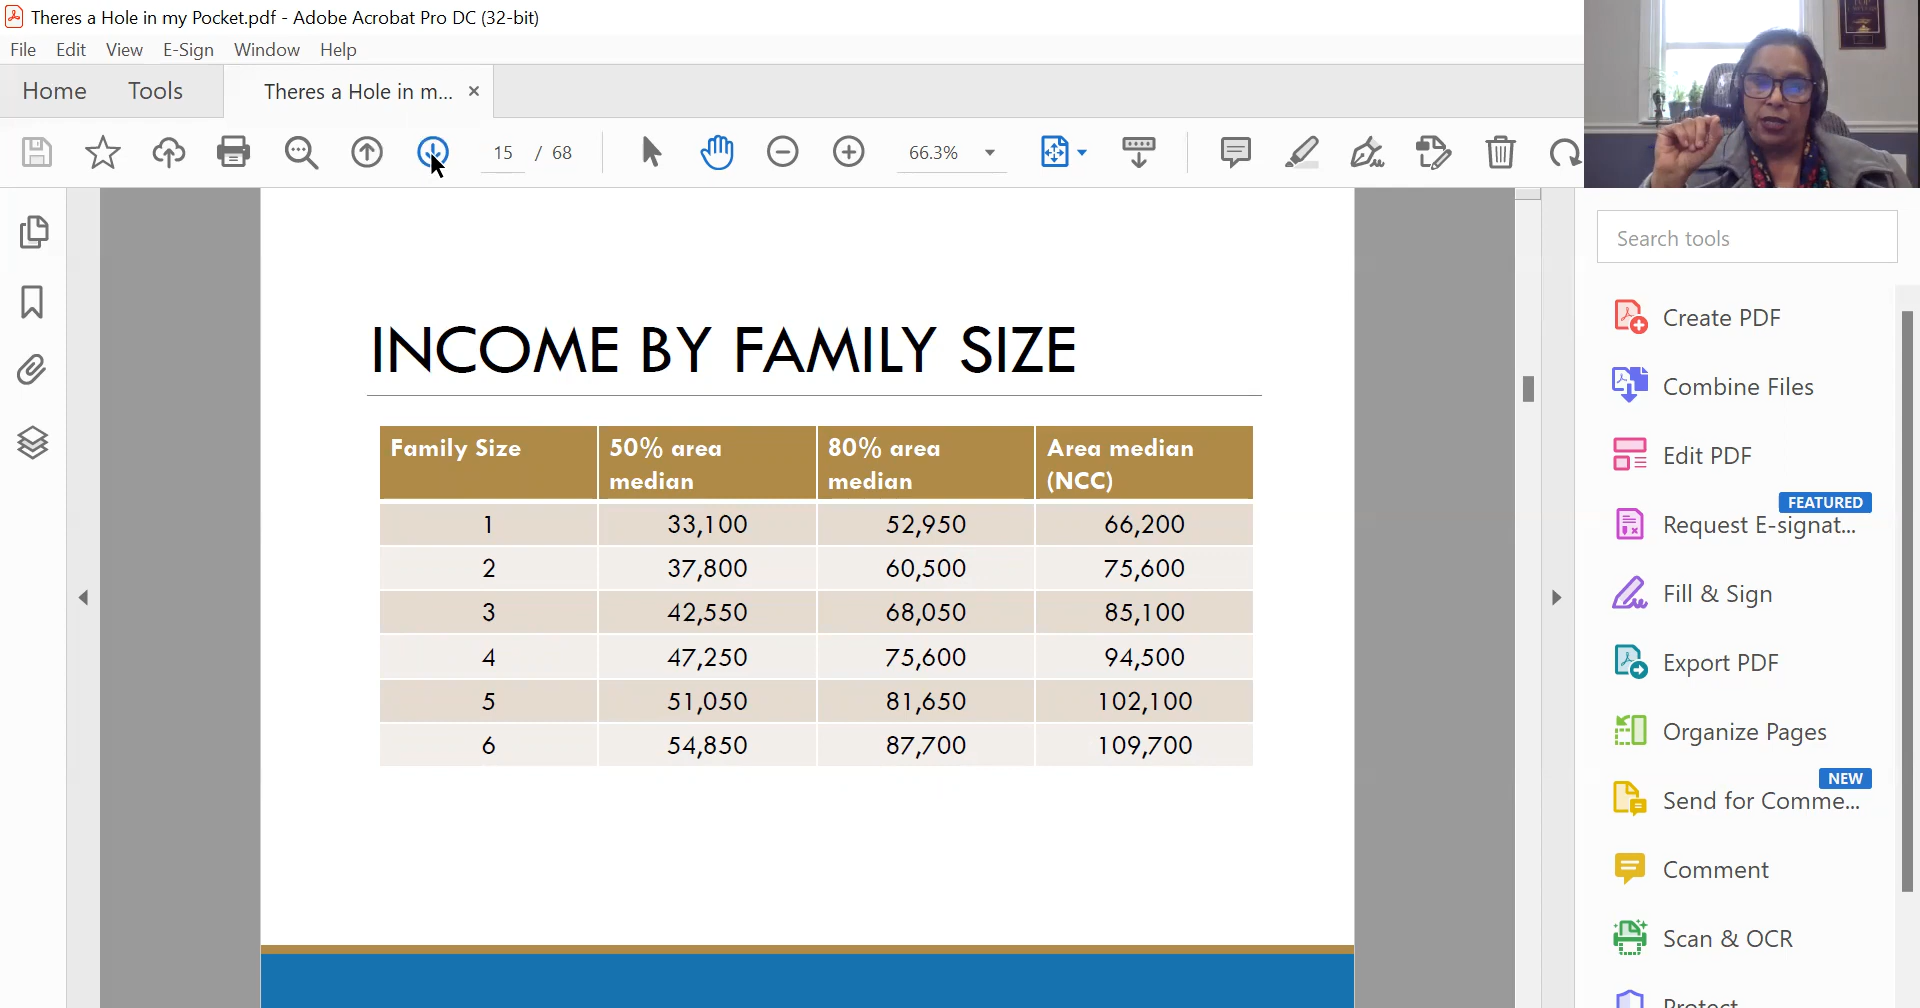 Theres a Hole in my Pocket.pdf - Adobe Acrobat Pro DC (32-bit)
File Edit View E-Sign Window Help
Home Tools Theres a Hole in m... ×
15 / 68 66.3%
Search tools
Create PDF
Combine Files
Edit PDF
FEATURED
Request E-signat...
Fill & Sign
Export PDF
Organize Pages
NEW
Send for Comme...
Comment
Scan & OCR
Protect
INCOME BY FAMILY SIZE
Family Size 50% area median 80% area median Area median (NCC)
1 33,100 52,950 66,200
2 37,800 60,500 75,600
3 42,550 68,050 85,100
4 47,250 75,600 94,500
5 51,050 81,650 102,100
6 54,850 87,700 109,700